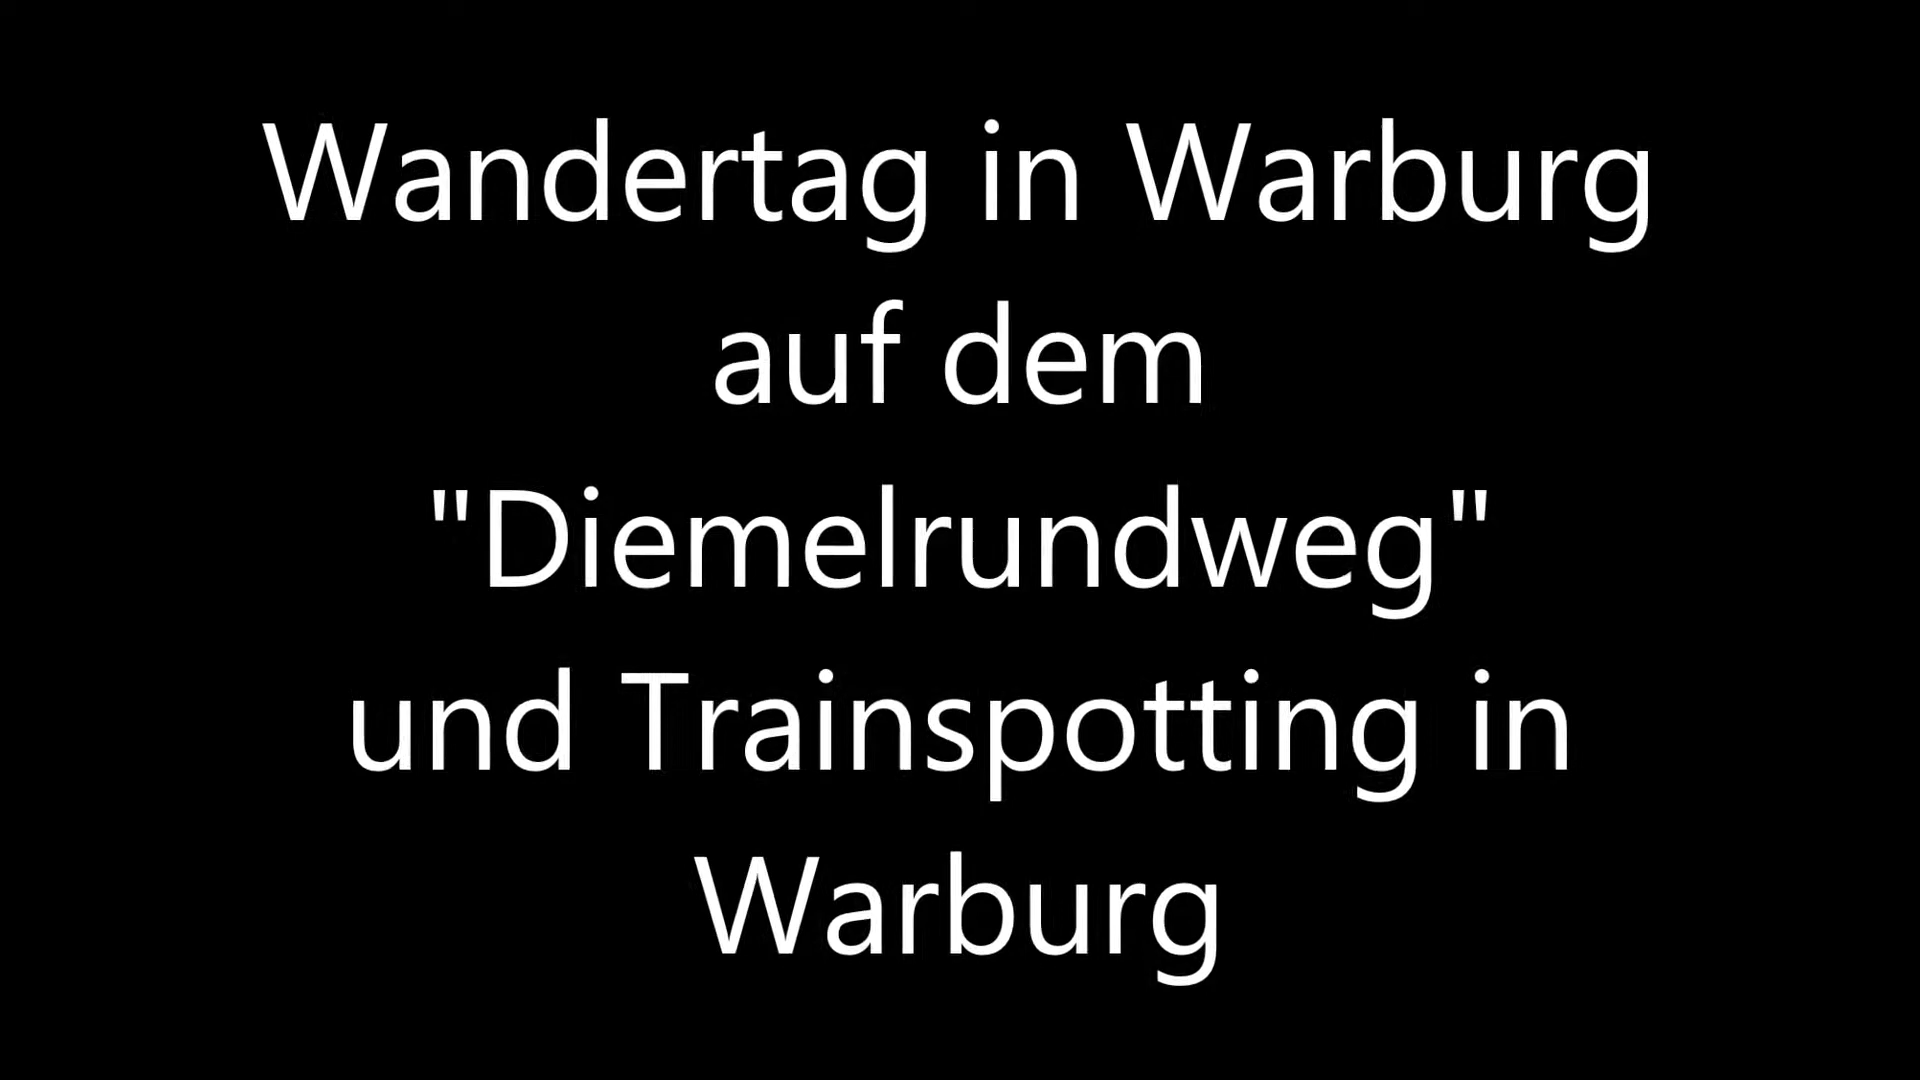 Wandertag in Warburg
auf dem
"Diemelrundweg"
und Trainspotting in
Warburg